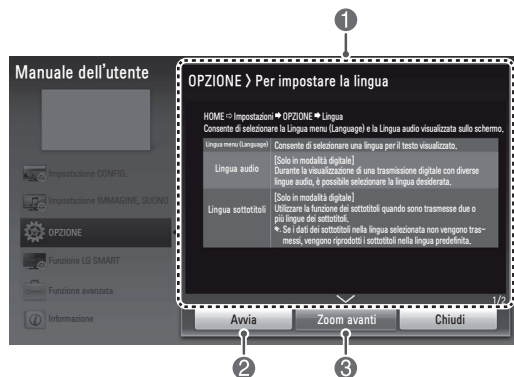 1
Manuale dell'utente
OPZIONE > Per impostare la lingua
HOME ⇨ Impostazioni ➡ OPZIONE ➡ Lingua
Consente di selezionare la Lingua menu (Language) e la Lingua audio visualizzata sullo schermo.
Lingua menu (Language) Consente di selezionare una lingua per il testo visualizzato.
Lingua audio
[Solo in modalità digitale]
Durante la visualizzazione di una trasmissione digitale con diverse
lingue audio, è possibile selezionare la lingua desiderata.
Lingua sottotitoli
[Solo in modalità digitale]
Utilizzare la funzione dei sottotitoli quando sono trasmesse due o
più lingue dei sottotitoli.
Se i dati dei sottotitoli nella lingua selezionata non vengono tras-
messi, vengono riprodotti i sottotitoli nella lingua predefinita.
Impostazione CONFIG.
Impostazione IMMAGINE, SUONO
OPZIONE
Funzione LG SMART
Funzione avanzata
Informazione
1/2
Avvia
Zoom avanti
Chiudi
2
3